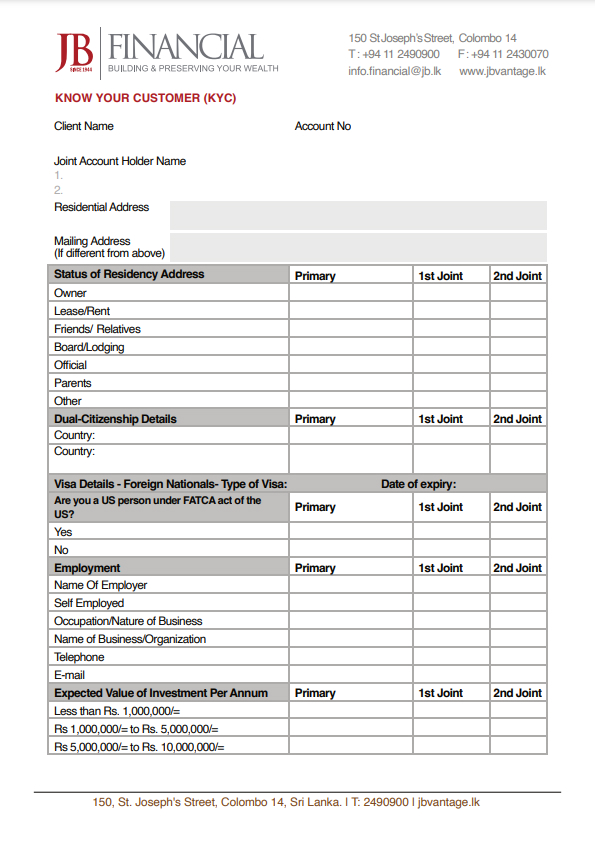 JB FINANCIAL
SINCE 1944
BUILDING & PRESERVING YOUR WEALTH
150 St Joseph's Street, Colombo 14
T : +94 11 2490900 F : +94 11 2430070
info.financial@jb.lk www.jbvantage.lk
KNOW YOUR CUSTOMER (KYC)
Client Name Account No
Joint Account Holder Name
1.
2.
Residential Address
Mailing Address
(If different from above)
Status of Residency Address Primary 1st Joint 2nd Joint
Owner
Lease/Rent
Friends/ Relatives
Board/Lodging
Official
Parents
Other
Dual-Citizenship Details Primary 1st Joint 2nd Joint
Country:
Country:
Visa Details - Foreign Nationals- Type of Visa: Date of expiry:
Are you a US person under FATCA act of the
US?
Primary 1st Joint 2nd Joint
Yes
No
Employment Primary 1st Joint 2nd Joint
Name Of Employer
Self Employed
Occupation/Nature of Business
Name of Business/Organization
Telephone
E-mail
Expected Value of Investment Per Annum Primary 1st Joint 2nd Joint
Less than Rs. 1,000,000/=
Rs 1,000,000/= to Rs. 5,000,000/=
Rs 5,000,000/= to Rs. 10,000,000/=
150, St. Joseph's Street, Colombo 14, Sri Lanka. I T: 2490900 I jbvantage.lk